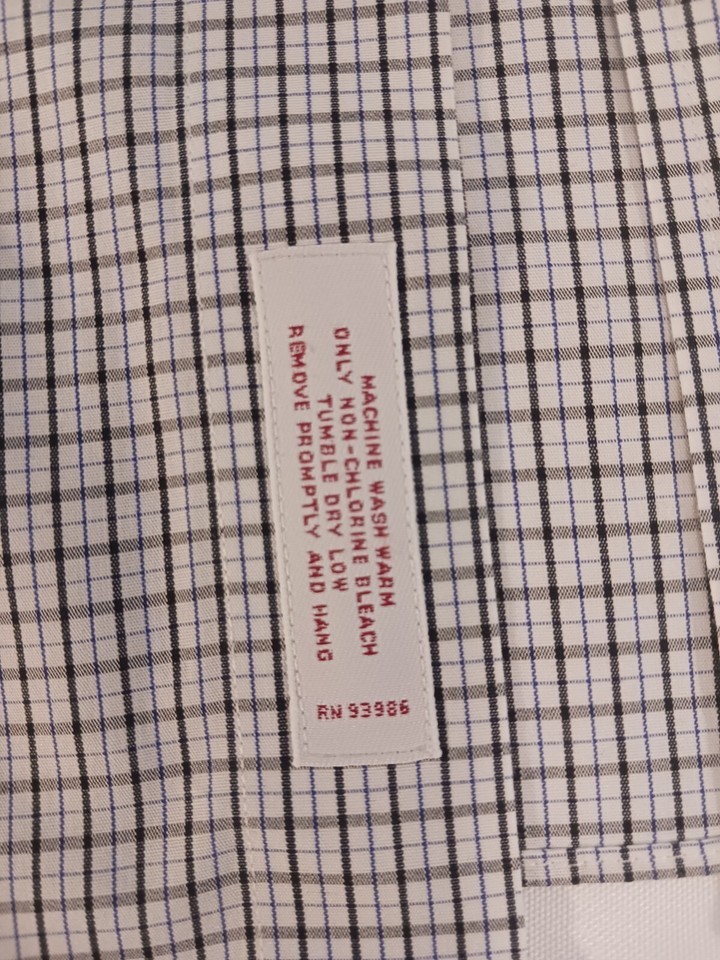 MACHINE WASH WARM
ONLY NON-CHLORINE BLEACH
TUMBLE DRY LOW
REMOVE PROMPTLY AND HANG
RN 93986